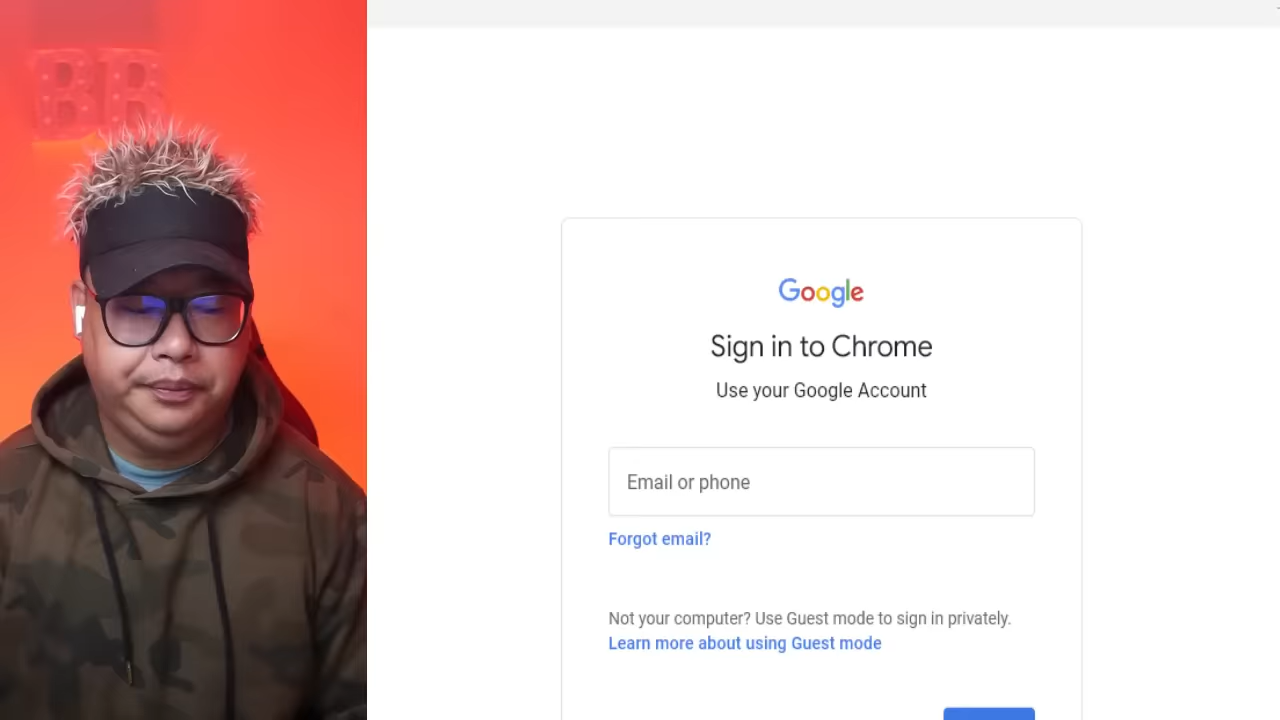 BB
Google
Sign in to Chrome
Use your Google Account
Email or phone
Forgot email?
Not your computer? Use Guest mode to sign in privately.
Learn more about using Guest mode